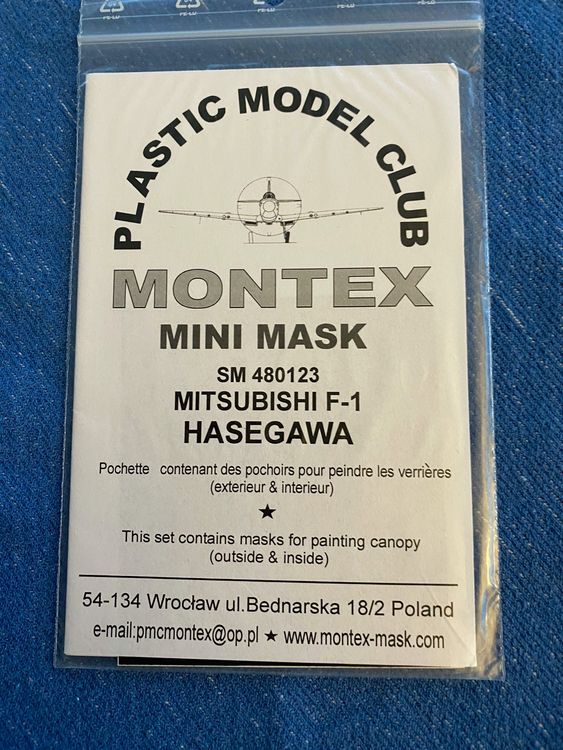 PLASTIC MODEL CLUB
MONTEX
MINI MASK
SM 480123
MITSUBISHI F-1
HASEGAWA
Pochette contenant des pochoirs pour peindre les verrières
(exterieur & interieur)
★
This set contains masks for painting canopy
(outside & inside)
54-134 Wrocław ul.Bednarska 18/2 Poland
e-mail:pmcmontex@op.pl ★ www.montex-mask.com